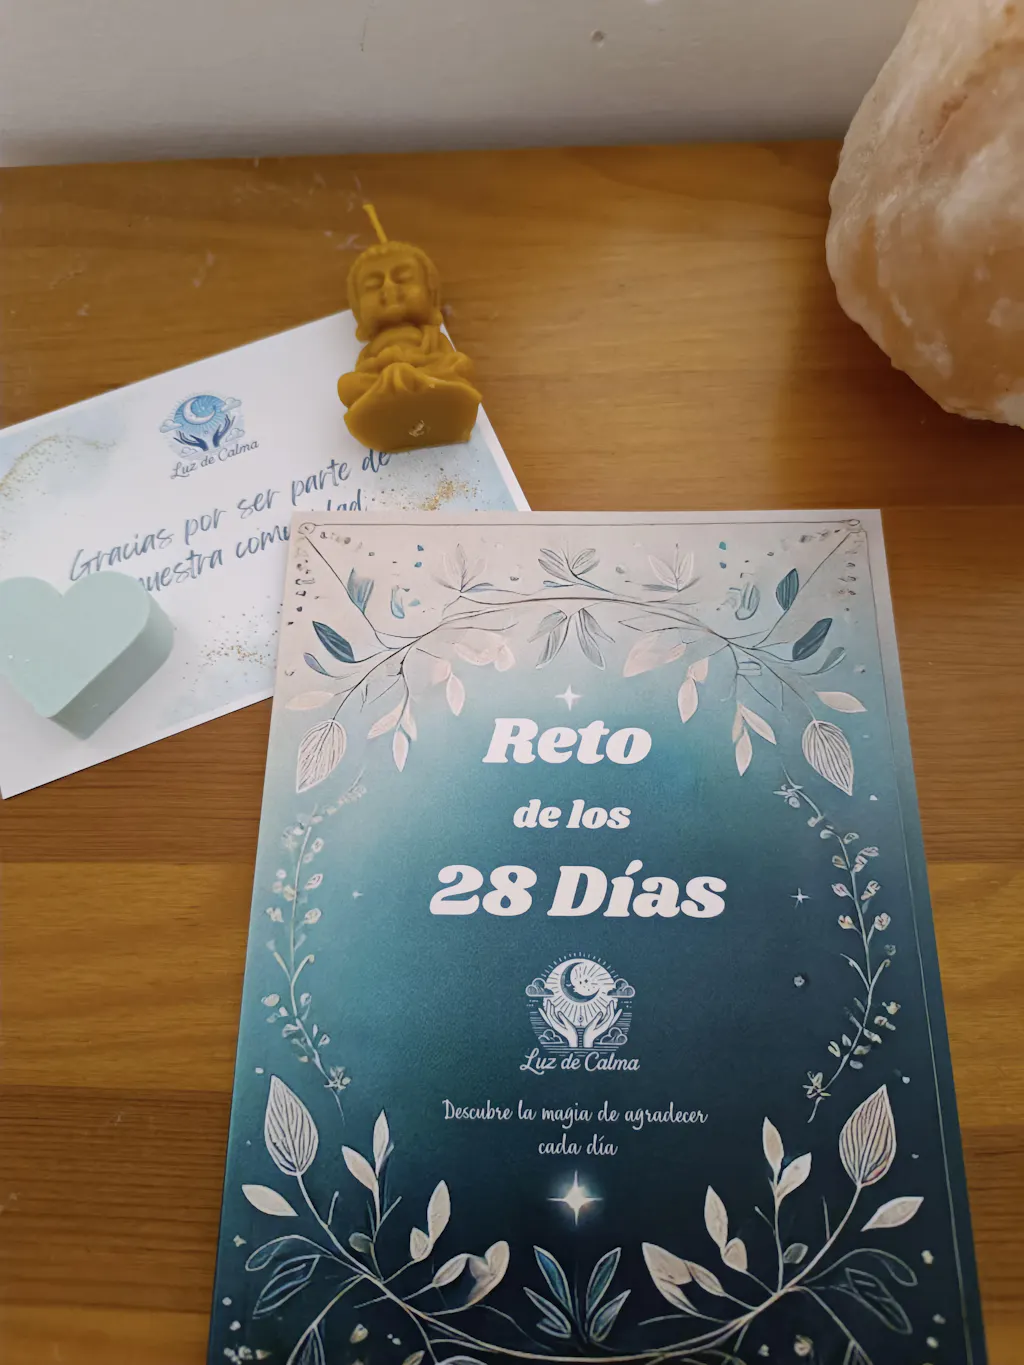 Luz de Calma
Gracias por ser parte de
nuestra
Reto
de los
28 Días
Luz de Calma
Descubre la magia de agradecer
cada día